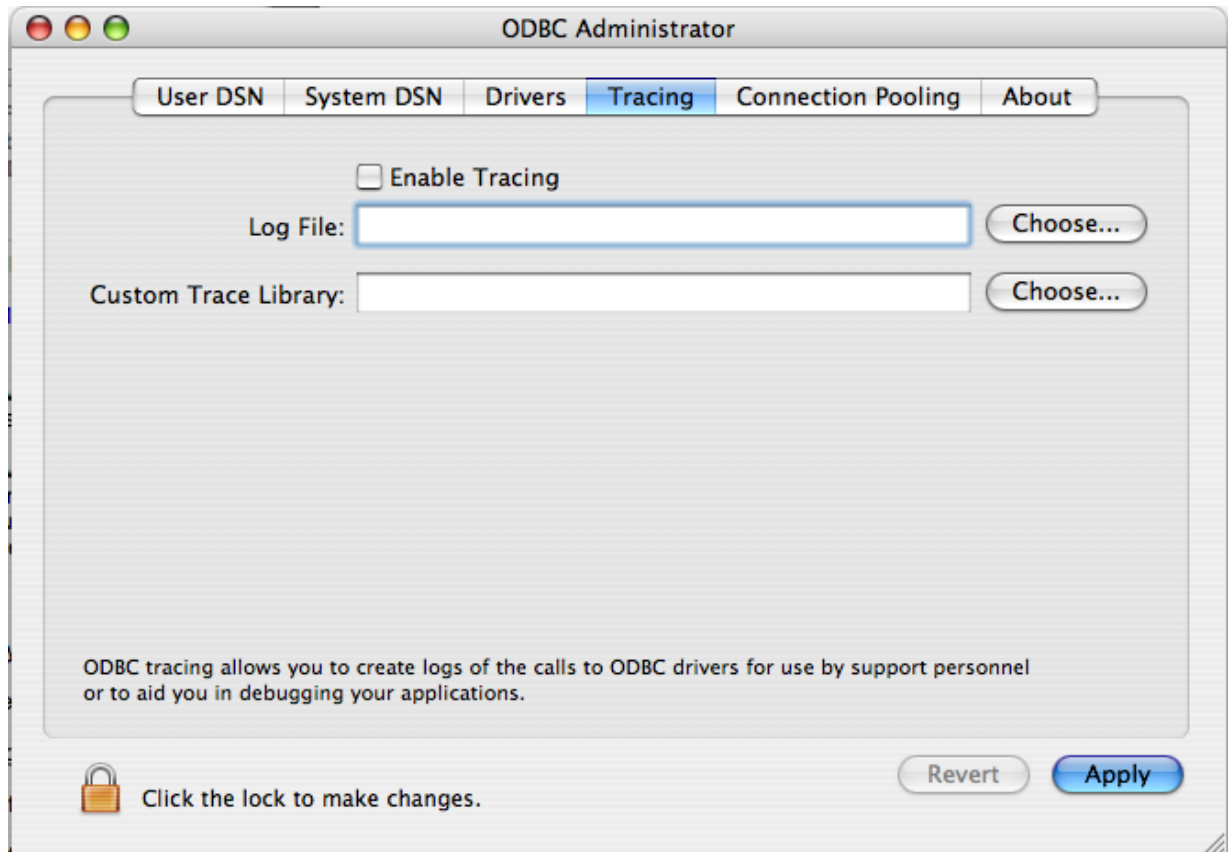 ODBC Administrator
User DSN System DSN Drivers Tracing Connection Pooling About
Enable Tracing
Log File: Choose...
Custom Trace Library: Choose...
ODBC tracing allows you to create logs of the calls to ODBC drivers for use by support personnel
or to aid you in debugging your applications.
Click the lock to make changes.
Revert Apply